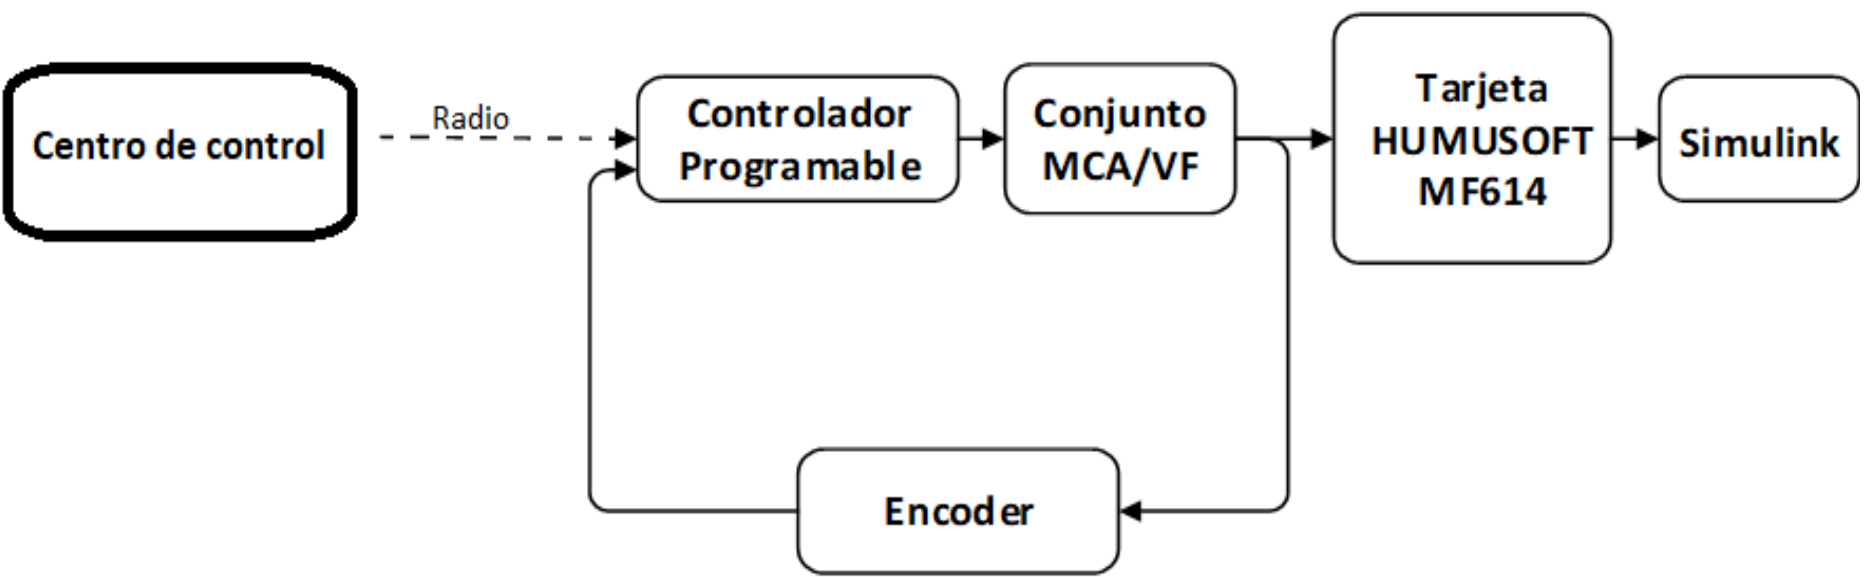 Centro de control
Radio
Controlador
Programable
Conjunto
MCA/VF
Tarjeta
HUMUSOFT
MF614
Simulink
Encoder